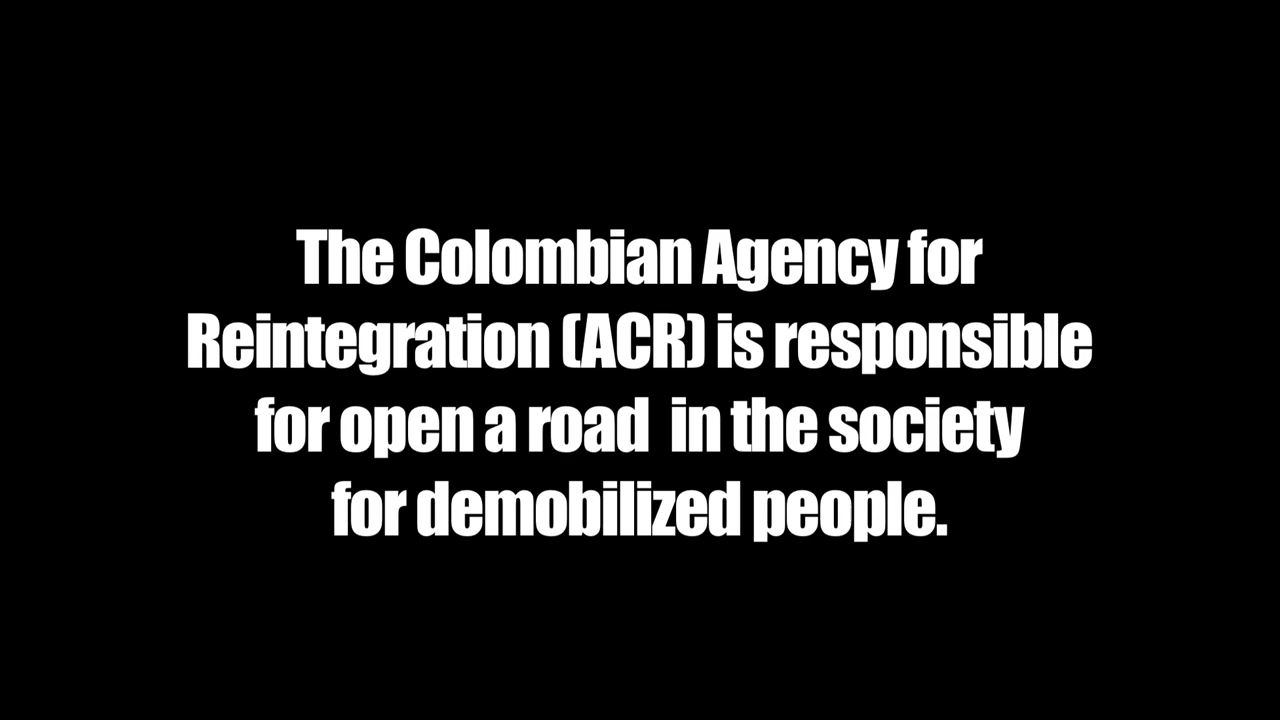 The Colombian Agency for
Reintegration (ACR) is responsible
for open a road  in the society
for demobilized people.